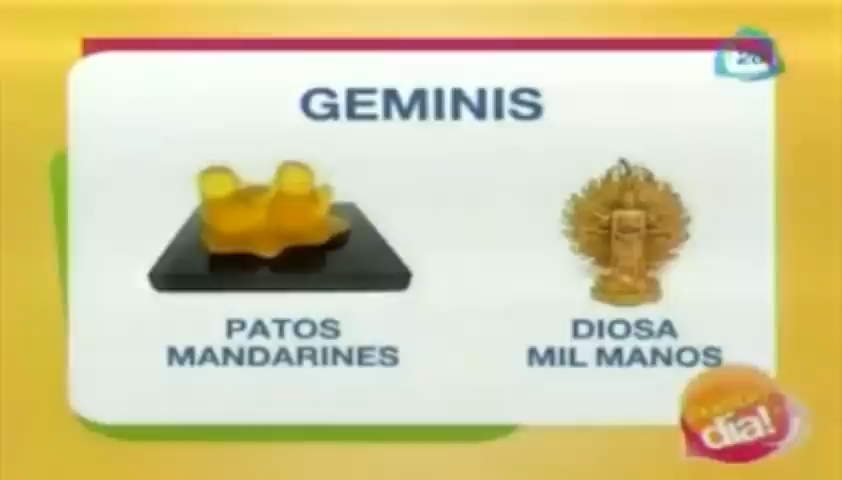 GEMINIS
PATOS
MANDARINES
DIOSA
MIL MANOS
día!